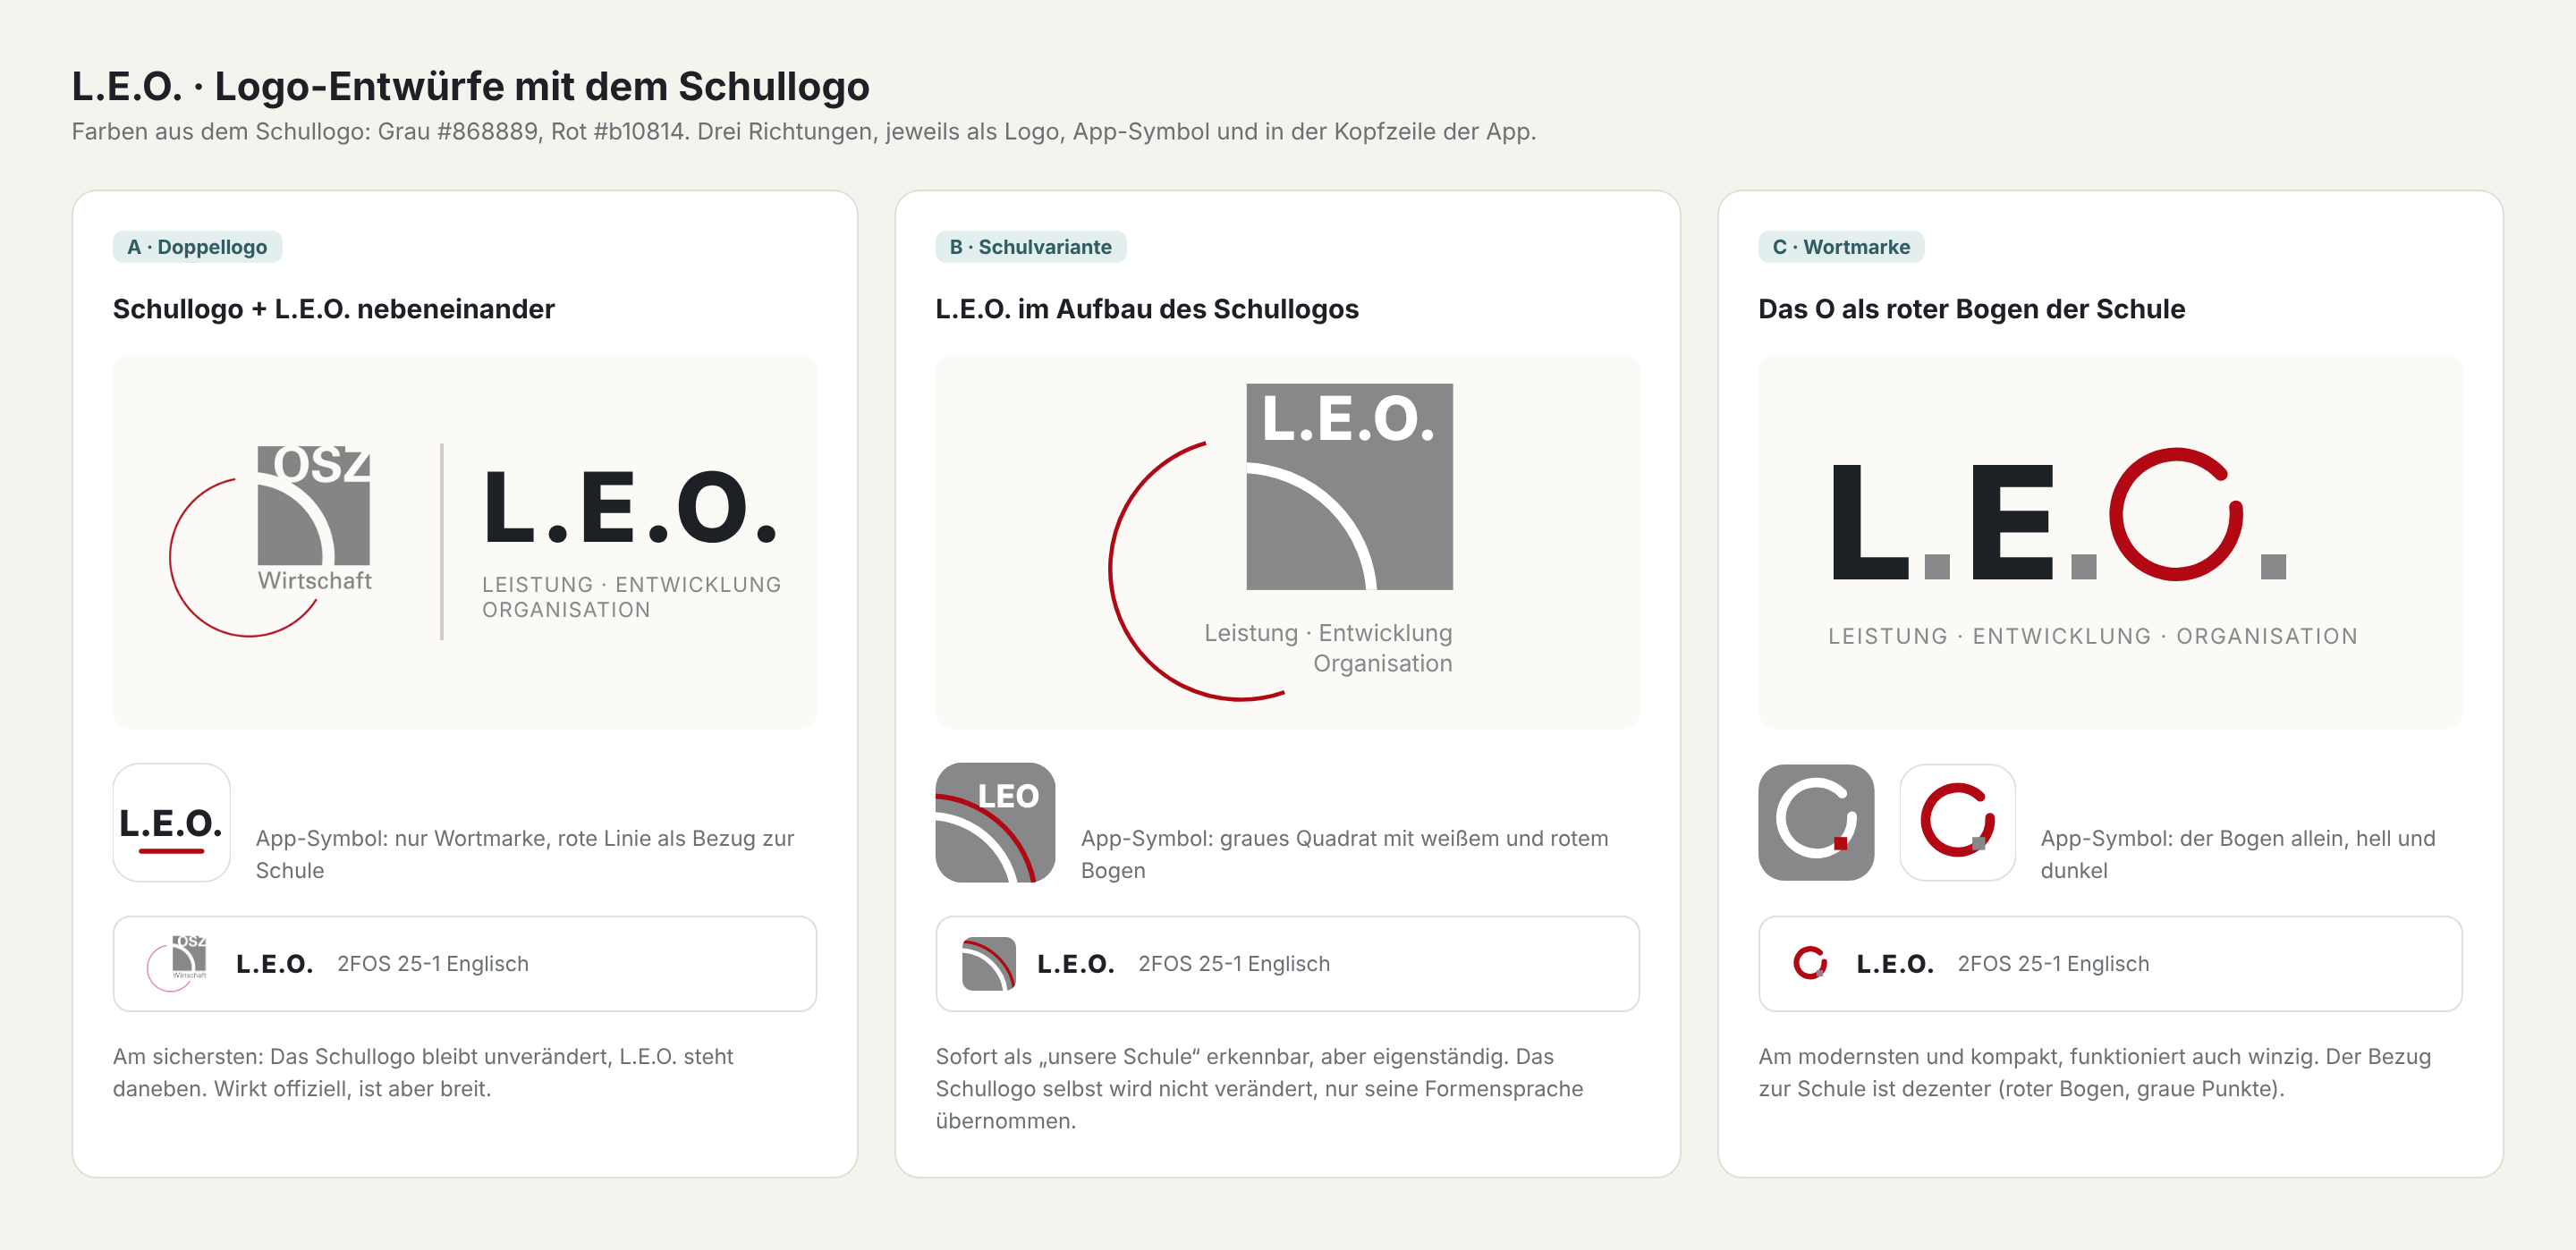 L.E.O. · Logo-Entwürfe mit dem Schullogo
Farben aus dem Schullogo: Grau #868889, Rot #b10814. Drei Richtungen, jeweils als Logo, App-Symbol und in der Kopfzeile der App.
A · Doppellogo
Schullogo + L.E.O. nebeneinander
OSZ
Wirtschaft
L.E.O.
LEISTUNG · ENTWICKLUNG
ORGANISATION
L.E.O.
App-Symbol: nur Wortmarke, rote Linie als Bezug zur
Schule
OSZ
Wirtschaft
L.E.O. 2FOS 25-1 Englisch
Am sichersten: Das Schullogo bleibt unverändert, L.E.O. steht
daneben. Wirkt offiziell, ist aber breit.
B · Schulvariante
L.E.O. im Aufbau des Schullogos
L.E.O.
Leistung · Entwicklung
Organisation
LEO
App-Symbol: graues Quadrat mit weißem und rotem
Bogen
L.E.O. 2FOS 25-1 Englisch
Sofort als „unsere Schule“ erkennbar, aber eigenständig. Das
Schullogo selbst wird nicht verändert, nur seine Formensprache
übernommen.
C · Wortmarke
Das O als roter Bogen der Schule
L.E.O.
LEISTUNG · ENTWICKLUNG · ORGANISATION
App-Symbol: der Bogen allein, hell und
dunkel
L.E.O. 2FOS 25-1 Englisch
Am modernsten und kompakt, funktioniert auch winzig. Der Bezug
zur Schule ist dezenter (roter Bogen, graue Punkte).